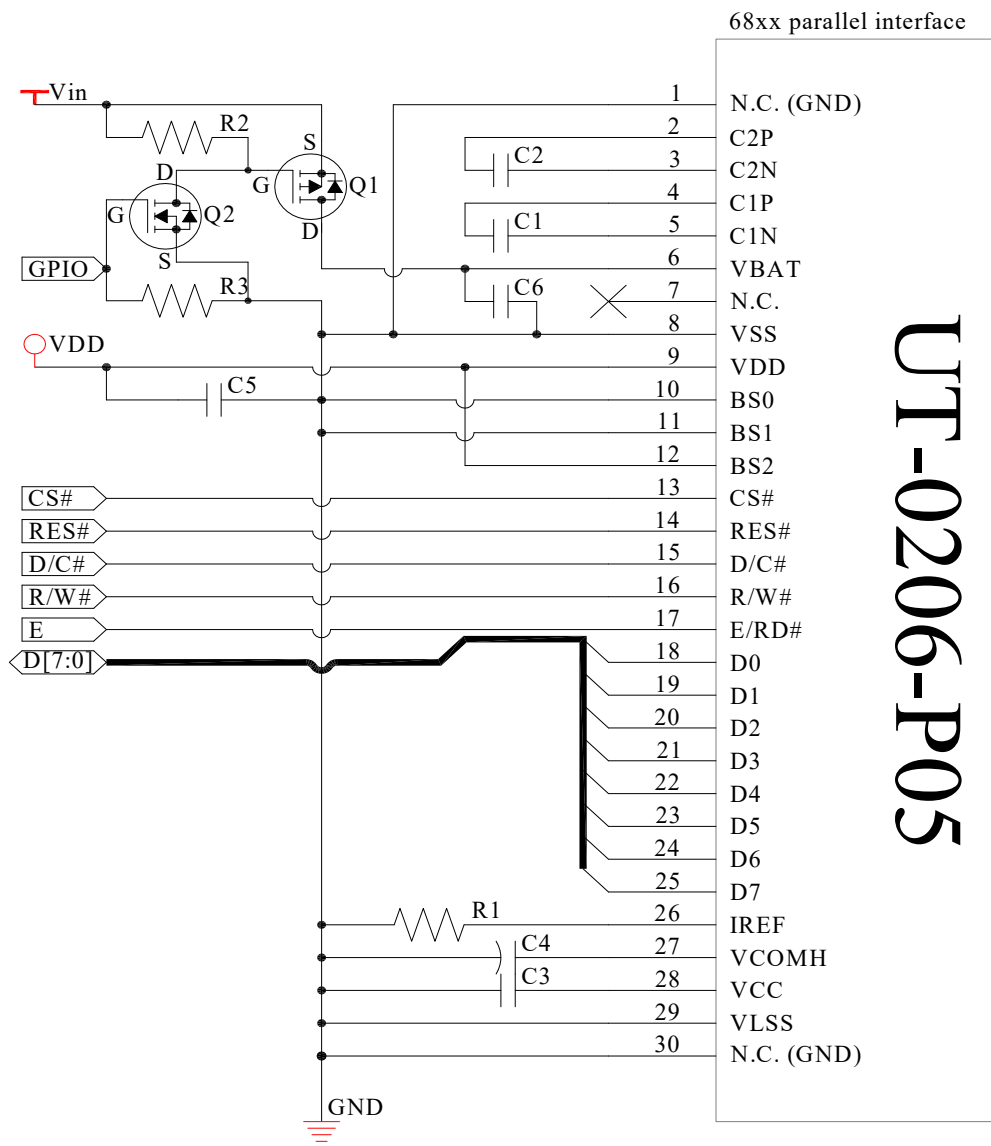 68xx parallel interface
Vin
R2
S
D
G
Q1
G
Q2
D
S
GPIO
R3
VDD
C5
C2
C1
C6
CS#
RES#
D/C#
R/W#
E
D[7:0]
R1
C4
C3
GND
1 N.C. (GND)
2 C2P
3 C2N
4 C1P
5 C1N
6 VBAT
7 N.C.
8 VSS
9 VDD
10 BS0
11 BS1
12 BS2
13 CS#
14 RES#
15 D/C#
16 R/W#
17 E/RD#
18 D0
19 D1
20 D2
21 D3
22 D4
23 D5
24 D6
25 D7
26 IREF
27 VCOMH
28 VCC
29 VLSS
30 N.C. (GND)
UT-0206-P05